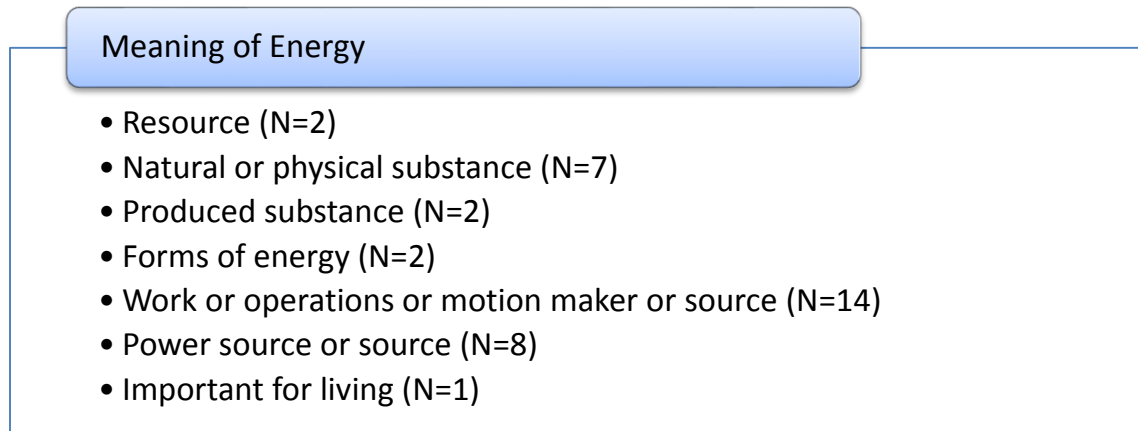 Meaning of Energy
• Resource (N=2)
• Natural or physical substance (N=7)
• Produced substance (N=2)
• Forms of energy (N=2)
• Work or operations or motion maker or source (N=14)
• Power source or source (N=8)
• Important for living (N=1)